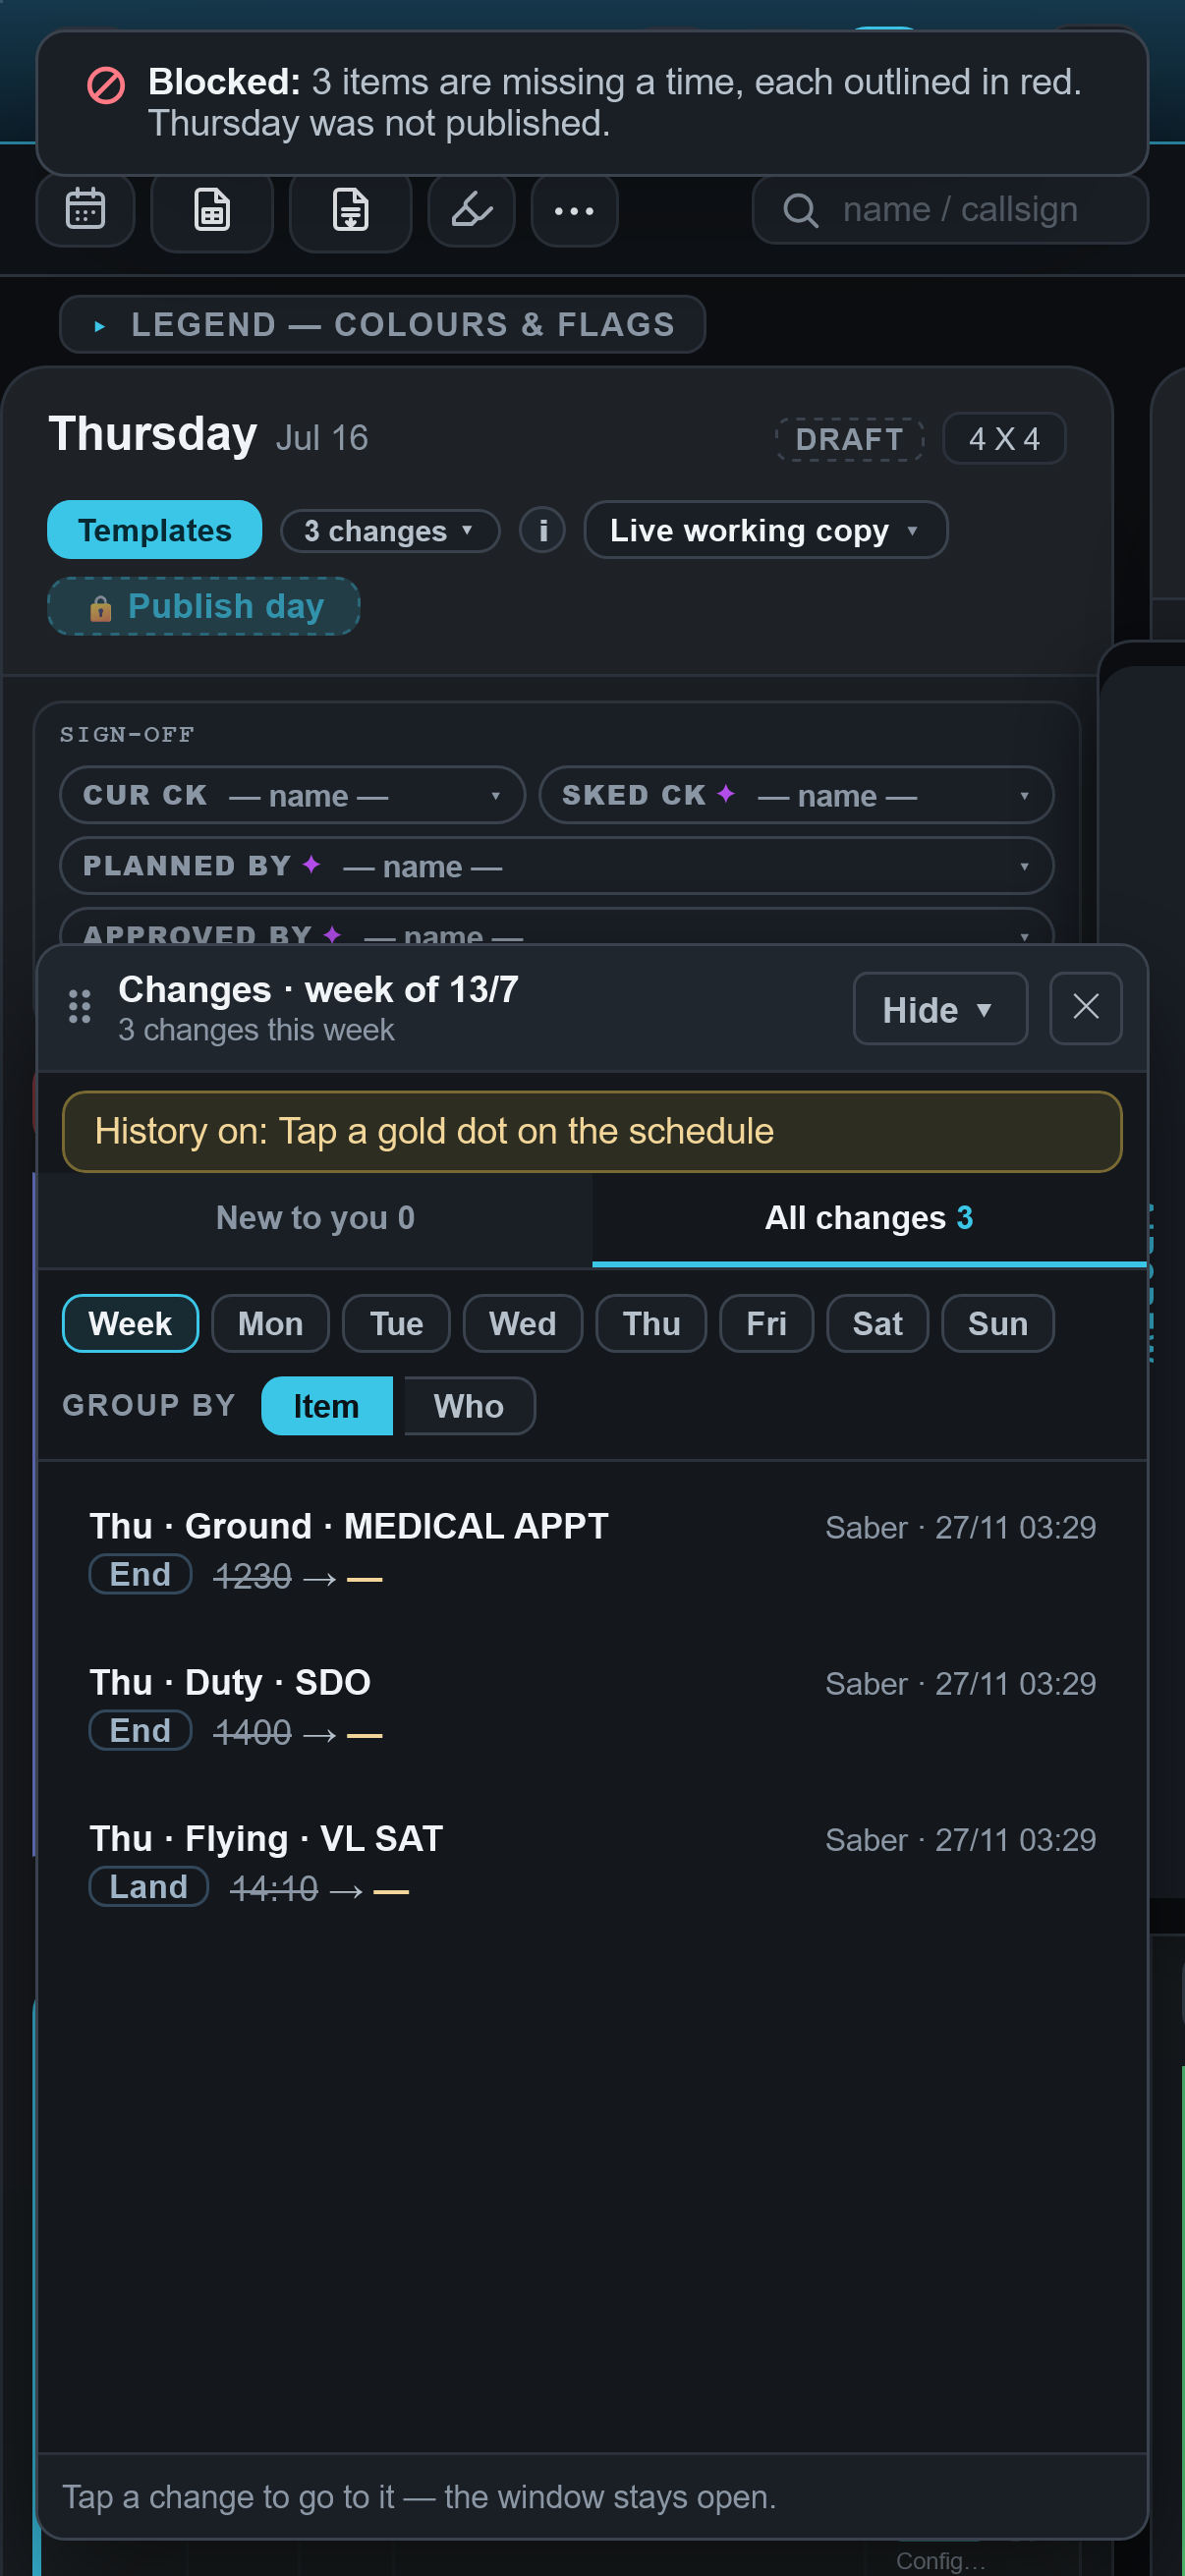 Blocked: 3 items are missing a time, each outlined in red.
Thursday was not published.
name / callsign
LEGEND — COLOURS & FLAGS
Thursday Jul 16 DRAFT 4 X 4
Templates 3 changes ▾ i Live working copy ▾
Publish day
SIGN-OFF
CUR CK — name — ▾ SKED CK ✦ — name — ▾
PLANNED BY ✦ — name — ▾
APPROVED BY ✦ — name — ▾
Changes · week of 13/7
3 changes this week
Hide ▼
History on: Tap a gold dot on the schedule
New to you 0 All changes 3
Week Mon Tue Wed Thu Fri Sat Sun
GROUP BY Item Who
Thu · Ground · MEDICAL APPT Saber · 27/11 03:29
End 1230 → —
Thu · Duty · SDO Saber · 27/11 03:29
End 1400 → —
Thu · Flying · VL SAT Saber · 27/11 03:29
Land 14:10 → —
Tap a change to go to it — the window stays open.
Config...